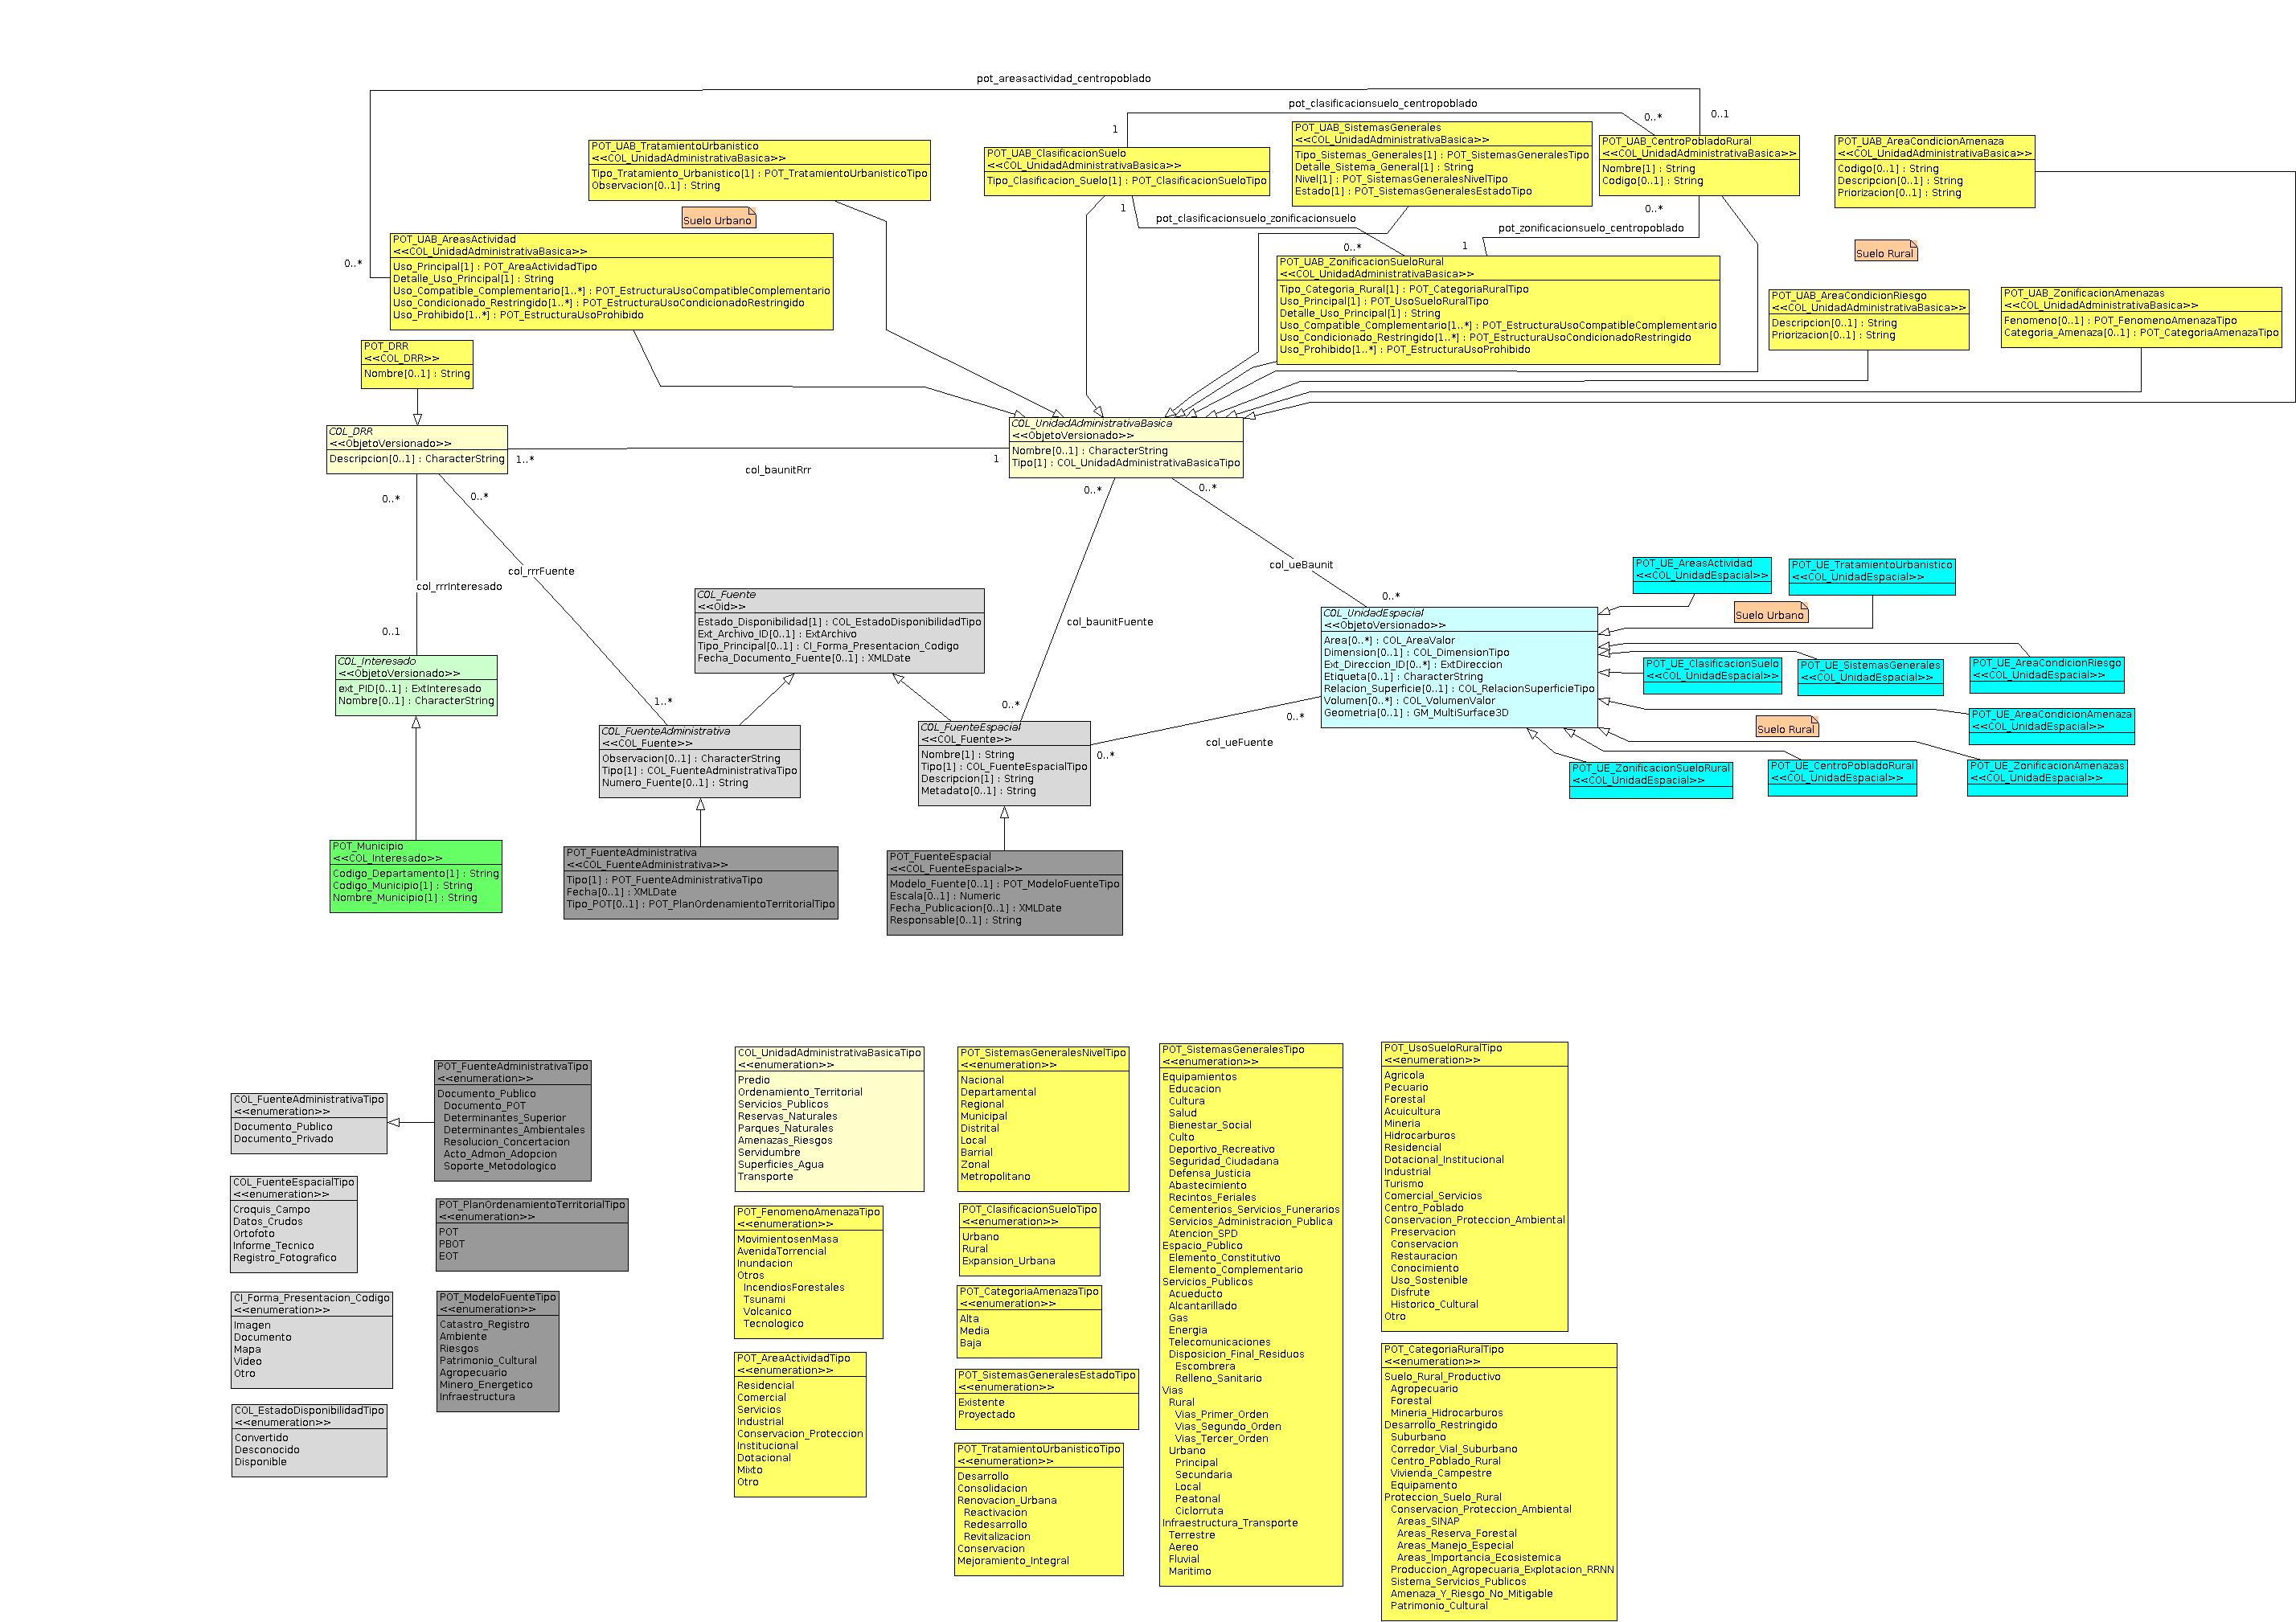 pot_areasactividad_centropoblado
0..*
0..1
pot_clasificacionsuelo_centropoblado
1
0..*
POT_UAB_TratamientoUrbanistico
<<COL_UnidadAdministrativaBasica>>
Tipo_Tratamiento_Urbanistico[1] : POT_TratamientoUrbanisticoTipo
Observacion[0..1] : String
POT_UAB_ClasificacionSuelo
<<COL_UnidadAdministrativaBasica>>
Tipo_Clasificacion_Suelo[1] : POT_ClasificacionSueloTipo
POT_UAB_SistemasGenerales
<<COL_UnidadAdministrativaBasica>>
Tipo_Sistemas_Generales[1] : POT_SistemasGeneralesTipo
Detalle_Sistema_General[1] : String
Nivel[1] : POT_SistemasGeneralesNivelTipo
Estado[1] : POT_SistemasGeneralesEstadoTipo
POT_UAB_CentroPobladoRural
<<COL_UnidadAdministrativaBasica>>
Nombre[1] : String
Codigo[0..1] : String
POT_UAB_AreaCondicionAmenaza
<<COL_UnidadAdministrativaBasica>>
Codigo[0..1] : String
Descripcion[0..1] : String
Priorizacion[0..1] : String
Suelo Urbano
1
pot_clasificacionsuelo_zonificacionsuelo
0..*
0..*
pot_zonificacionsuelo_centropoblado
1
Suelo Rural
POT_UAB_AreasActividad
<<COL_UnidadAdministrativaBasica>>
Uso_Principal[1] : POT_AreaActividadTipo
Detalle_Uso_Principal[1] : String
Uso_Compatible_Complementario[1..*] : POT_EstructuraUsoCompatibleComplementario
Uso_Condicionado_Restringido[1..*] : POT_EstructuraUsoCondicionadoRestringido
Uso_Prohibido[1..*] : POT_EstructuraUsoProhibido
POT_UAB_ZonificacionSueloRural
<<COL_UnidadAdministrativaBasica>>
Tipo_Categoria_Rural[1] : POT_CategoriaRuralTipo
Uso_Principal[1] : POT_UsoSueloRuralTipo
Detalle_Uso_Principal[1] : String
Uso_Compatible_Complementario[1..*] : POT_EstructuraUsoCompatibleComplementario
Uso_Condicionado_Restringido[1..*] : POT_EstructuraUsoCondicionadoRestringido
Uso_Prohibido[1..*] : POT_EstructuraUsoProhibido
POT_UAB_AreaCondicionRiesgo
<<COL_UnidadAdministrativaBasica>>
Descripcion[0..1] : String
Priorizacion[0..1] : String
POT_UAB_ZonificacionAmenazas
<<COL_UnidadAdministrativaBasica>>
Fenomeno[0..1] : POT_FenomenoAmenazaTipo
Categoria_Amenaza[0..1] : POT_CategoriaAmenazaTipo
POT_DRR
<<COL_DRR>>
Nombre[0..1] : String
COL_DRR
<<ObjetoVersionado>>
Descripcion[0..1] : CharacterString
1..*
col_baunitRrr
1
COL_UnidadAdministrativaBasica
<<ObjetoVersionado>>
Nombre[0..1] : CharacterString
Tipo[1] : COL_UnidadAdministrativaBasicaTipo
0..*
0..*
0..*
0..*
col_rrrFuente
col_rrrInteresado
0..1
1..*
col_baunitFuente
0..*
col_ueBaunit
0..*
COL_Fuente
<<Oid>>
Estado_Disponibilidad[1] : COL_EstadoDisponibilidadTipo
Ext_Archivo_ID[0..1] : ExtArchivo
Tipo_Principal[0..1] : CI_Forma_Presentacion_Codigo
Fecha_Documento_Fuente[0..1] : XMLDate
COL_UnidadEspacial
<<ObjetoVersionado>>
Area[0..*] : COL_AreaValor
Dimension[0..1] : COL_DimensionTipo
Ext_Direccion_ID[0..*] : ExtDireccion
Etiqueta[0..1] : CharacterString
Relacion_Superficie[0..1] : COL_RelacionSuperficieTipo
Volumen[0..*] : COL_VolumenValor
Geometria[0..1] : GM_MultiSurface3D
POT_UE_AreasActividad
<<COL_UnidadEspacial>>
POT_UE_TratamientoUrbanistico
<<COL_UnidadEspacial>>
Suelo Urbano
POT_UE_ClasificacionSuelo
<<COL_UnidadEspacial>>
POT_UE_SistemasGenerales
<<COL_UnidadEspacial>>
POT_UE_AreaCondicionRiesgo
<<COL_UnidadEspacial>>
Suelo Rural
POT_UE_AreaCondicionAmenaza
<<COL_UnidadEspacial>>
POT_UE_ZonificacionSueloRural
<<COL_UnidadEspacial>>
POT_UE_CentroPobladoRural
<<COL_UnidadEspacial>>
POT_UE_ZonificacionAmenazas
<<COL_UnidadEspacial>>
COL_Interesado
<<ObjetoVersionado>>
ext_PID[0..1] : ExtInteresado
Nombre[0..1] : CharacterString
COL_FuenteAdministrativa
<<COL_Fuente>>
Observacion[0..1] : CharacterString
Tipo[1] : COL_FuenteAdministrativaTipo
Numero_Fuente[0..1] : String
COL_FuenteEspacial
<<COL_Fuente>>
Nombre[1] : String
Tipo[1] : COL_FuenteEspacialTipo
Descripcion[1] : String
Metadato[0..1] : String
0..*
col_ueFuente
0..*
POT_Municipio
<<COL_Interesado>>
Codigo_Departamento[1] : String
Codigo_Municipio[1] : String
Nombre_Municipio[1] : String
POT_FuenteAdministrativa
<<COL_FuenteAdministrativa>>
Tipo[1] : POT_FuenteAdministrativaTipo
Fecha[0..1] : XMLDate
Tipo_POT[0..1] : POT_PlanOrdenamientoTerritorialTipo
POT_FuenteEspacial
<<COL_FuenteEspacial>>
Modelo_Fuente[0..1] : POT_ModeloFuenteTipo
Escala[0..1] : Numeric
Fecha_Publicacion[0..1] : XMLDate
Responsable[0..1] : String
COL_FuenteAdministrativaTipo
<<enumeration>>
Documento_Publico
Documento_Privado
COL_FuenteEspacialTipo
<<enumeration>>
Croquis_Campo
Datos_Crudos
Ortofoto
Informe_Tecnico
Registro_Fotografico
CI_Forma_Presentacion_Codigo
<<enumeration>>
Imagen
Documento
Mapa
Video
Otro
COL_EstadoDisponibilidadTipo
<<enumeration>>
Convertido
Desconocido
Disponible
POT_FuenteAdministrativaTipo
<<enumeration>>
Documento_Publico
Documento_POT
Determinantes_Superior
Determinantes_Ambientales
Resolucion_Concertacion
Acto_Admon_Adopcion
Soporte_Metodologico
POT_PlanOrdenamientoTerritorialTipo
<<enumeration>>
POT
PBOT
EOT
POT_ModeloFuenteTipo
<<enumeration>>
Catastro_Registro
Ambiente
Riesgos
Patrimonio_Cultural
Agropecuario
Minero_Energetico
Infraestructura
COL_UnidadAdministrativaBasicaTipo
<<enumeration>>
Predio
Ordenamiento_Territorial
Servicios_Publicos
Reservas_Naturales
Parques_Naturales
Amenazas_Riesgos
Servidumbre
Superficies_Agua
Transporte
POT_FenomenoAmenazaTipo
<<enumeration>>
MovimientosenMasa
AvenidaTorrencial
Inundacion
Otros
IncendiosForestales
Tsunami
Volcanico
Tecnologico
POT_AreaActividadTipo
<<enumeration>>
Residencial
Comercial
Servicios
Industrial
Conservacion_Proteccion
Institucional
Dotacional
Mixto
Otro
POT_SistemasGeneralesNivelTipo
<<enumeration>>
Nacional
Departamental
Regional
Municipal
Distrital
Local
Barrial
Zonal
Metropolitano
POT_ClasificacionSueloTipo
<<enumeration>>
Urbano
Rural
Expansion_Urbana
POT_CategoriaAmenazaTipo
<<enumeration>>
Alta
Media
Baja
POT_SistemasGeneralesEstadoTipo
<<enumeration>>
Existente
Proyectado
POT_TratamientoUrbanisticoTipo
<<enumeration>>
Desarrollo
Consolidacion
Renovacion_Urbana
Reactivacion
Redesarrollo
Revitalizacion
Conservacion
Mejoramiento_Integral
POT_SistemasGeneralesTipo
<<enumeration>>
Equipamientos
Educacion
Cultura
Salud
Bienestar_Social
Culto
Deportivo_Recreativo
Seguridad_Ciudadana
Defensa_Justicia
Abastecimiento
Recintos_Feriales
Cementerios_Servicios_Funerarios
Servicios_Administracion_Publica
Atencion_SPD
Espacio_Publico
Elemento_Constitutivo
Elemento_Complementario
Servicios_Publicos
Acueducto
Alcantarillado
Gas
Energia
Telecomunicaciones
Disposicion_Final_Residuos
Escombrera
Relleno_Sanitario
Vias
Rural
Vias_Primer_Orden
Vias_Segundo_Orden
Vias_Tercer_Orden
Urbano
Principal
Secundaria
Local
Peatonal
Ciclorruta
Infraestructura_Transporte
Terrestre
Aereo
Fluvial
Maritimo
POT_UsoSueloRuralTipo
<<enumeration>>
Agricola
Pecuario
Forestal
Acuicultura
Mineria
Hidrocarburos
Residencial
Dotacional_Institucional
Industrial
Turismo
Comercial_Servicios
Centro_Poblado
Conservacion_Proteccion_Ambiental
Preservacion
Conservacion
Restauracion
Conocimiento
Uso_Sostenible
Disfrute
Historico_Cultural
Otro
POT_CategoriaRuralTipo
<<enumeration>>
Suelo_Rural_Productivo
Agropecuario
Forestal
Mineria_Hidrocarburos
Desarrollo_Restringido
Suburbano
Corredor_Vial_Suburbano
Centro_Poblado_Rural
Vivienda_Campestre
Equipamento
Proteccion_Suelo_Rural
Conservacion_Proteccion_Ambiental
Areas_SINAP
Areas_Reserva_Forestal
Areas_Manejo_Especial
Areas_Importancia_Ecosistemica
Produccion_Agropecuaria_Explotacion_RRNN
Sistema_Servicios_Publicos
Amenaza_Y_Riesgo_No_Mitigable
Patrimonio_Cultural